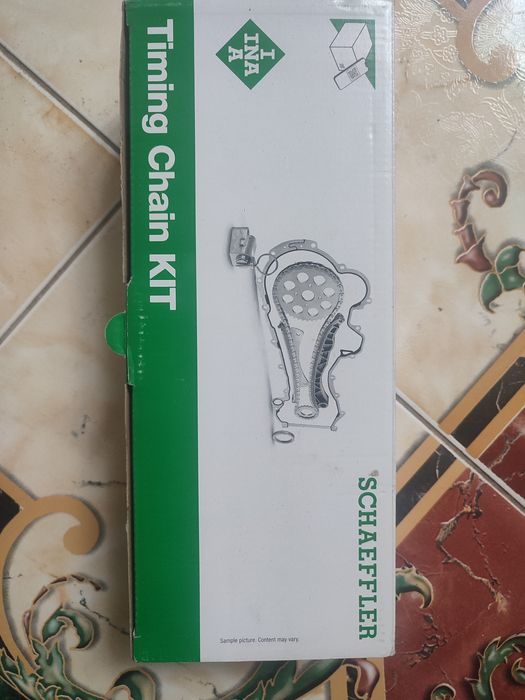 Timing Chain KIT
I
INA
A
SCHAEFFLER
Sample picture. Content may vary.